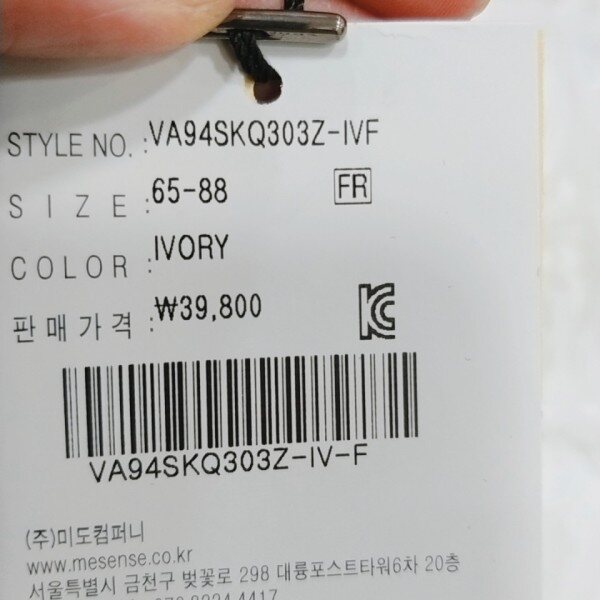 STYLE NO. : VA94SKQ303Z-IVF
SIZE : 65-88 FR
COLOR : IVORY
판매가격 : ₩39,800
VA94SKQ303Z-IV-F
(주)미도컴퍼니
www.mesense.co.kr
서울특별시 금천구 벚꽃로 298 대륭포스트타워6차 20층